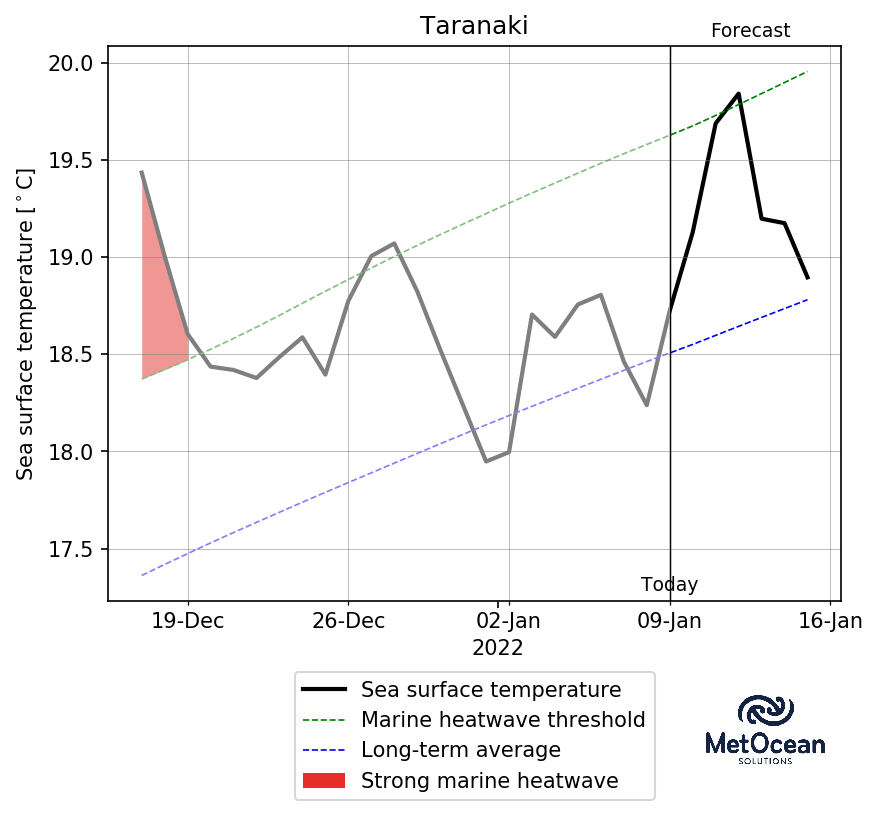 Taranaki
Forecast
Sea surface temperature [°C]
20.0
19.5
19.0
18.5
18.0
17.5
Today
19-Dec
26-Dec
02-Jan
09-Jan
16-Jan
2022
Sea surface temperature
Marine heatwave threshold
Long-term average
Strong marine heatwave
MetOcean
SOLUTIONS